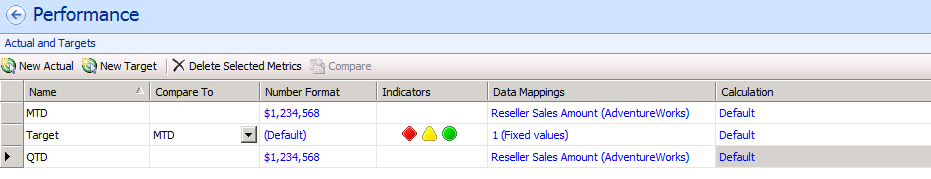 Performance
Actual and Targets
New Actual New Target Delete Selected Metrics Compare
Name Compare To Number Format Indicators Data Mappings Calculation
MTD $1,234,568 Reseller Sales Amount (AdventureWorks) Default
Target MTD (Default) 1 (Fixed values) Default
QTD $1,234,568 Reseller Sales Amount (AdventureWorks) Default